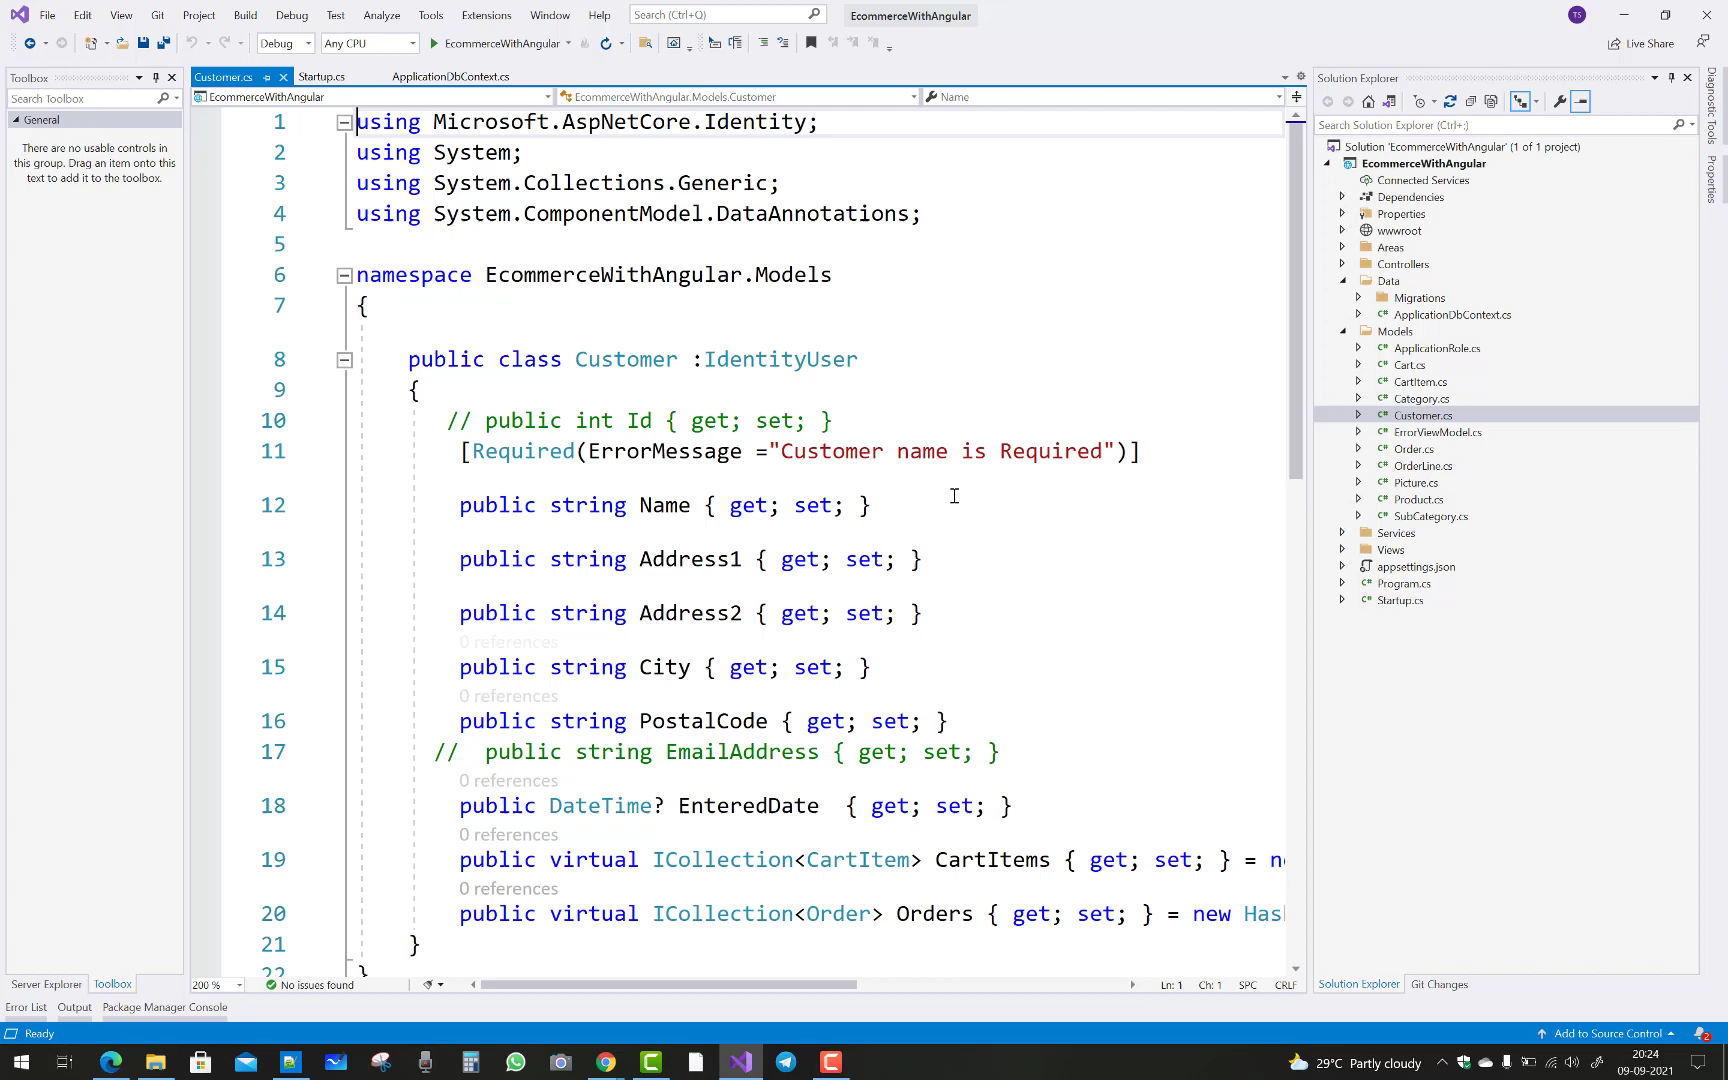 File Edit View Git Project Build Debug Test Analyze Tools Extensions Window Help Search (Ctrl+Q) EcommerceWithAngular TS
Debug Any CPU EcommerceWithAngular Live Share
Toolbox
Search Toolbox
General
There are no usable controls in
this group. Drag an item onto this
text to add it to the toolbox.
Customer.cs Startup.cs ApplicationDbContext.cs
EcommerceWithAngular EcommerceWithAngular.Models.Customer Name
1 using Microsoft.AspNetCore.Identity;
2 using System;
3 using System.Collections.Generic;
4 using System.ComponentModel.DataAnnotations;
5
6 namespace EcommerceWithAngular.Models
7 {
8 public class Customer :IdentityUser
9 {
10 // public int Id { get; set; }
11 [Required(ErrorMessage ="Customer name is Required")]
12 public string Name { get; set; }
13 public string Address1 { get; set; }
14 public string Address2 { get; set; }
0 references
15 public string City { get; set; }
0 references
16 public string PostalCode { get; set; }
17 // public string EmailAddress { get; set; }
0 references
18 public DateTime? EnteredDate { get; set; }
0 references
19 public virtual ICollection<CartItem> CartItems { get; set; } = ne
0 references
20 public virtual ICollection<Order> Orders { get; set; } = new Has
21 }
22 }
200 % No issues found Ln: 1 Ch: 1 SPC CRLF
Solution Explorer
Search Solution Explorer (Ctrl+;)
Solution 'EcommerceWithAngular' (1 of 1 project)
EcommerceWithAngular
Connected Services
Dependencies
Properties
wwwroot
Areas
Controllers
Data
Migrations
C# ApplicationDbContext.cs
Models
C# ApplicationRole.cs
C# Cart.cs
C# CartItem.cs
C# Category.cs
C# Customer.cs
C# ErrorViewModel.cs
C# Order.cs
C# OrderLine.cs
C# Picture.cs
C# Product.cs
C# SubCategory.cs
Services
Views
appsettings.json
C# Program.cs
C# Startup.cs
Solution Explorer Git Changes
Diagnostic Tools
Properties
Server Explorer Toolbox
Error List Output Package Manager Console
Ready Add to Source Control 2
29°C Partly cloudy 20:24
09-09-2021